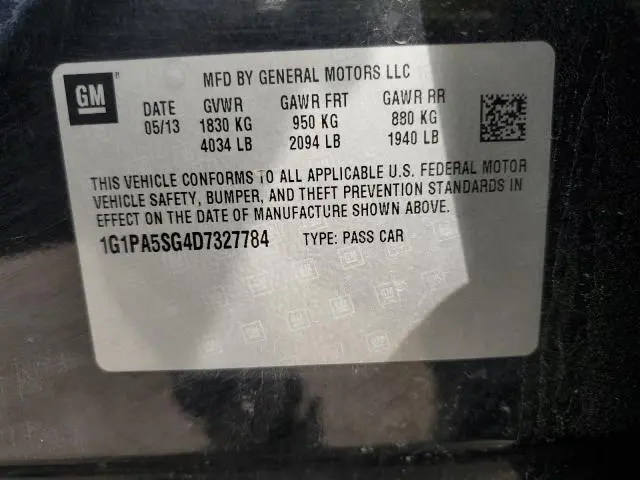 GM
MFD BY GENERAL MOTORS LLC
DATE GVWR GAWR FRT GAWR RR
05/13 1830 KG 950 KG 880 KG
4034 LB 2094 LB 1940 LB
THIS VEHICLE CONFORMS TO ALL APPLICABLE U.S. FEDERAL MOTOR
VEHICLE SAFETY, BUMPER, AND THEFT PREVENTION STANDARDS IN
EFFECT ON THE DATE OF MANUFACTURE SHOWN ABOVE.
1G1PA5SG4D7327784 TYPE: PASS CAR